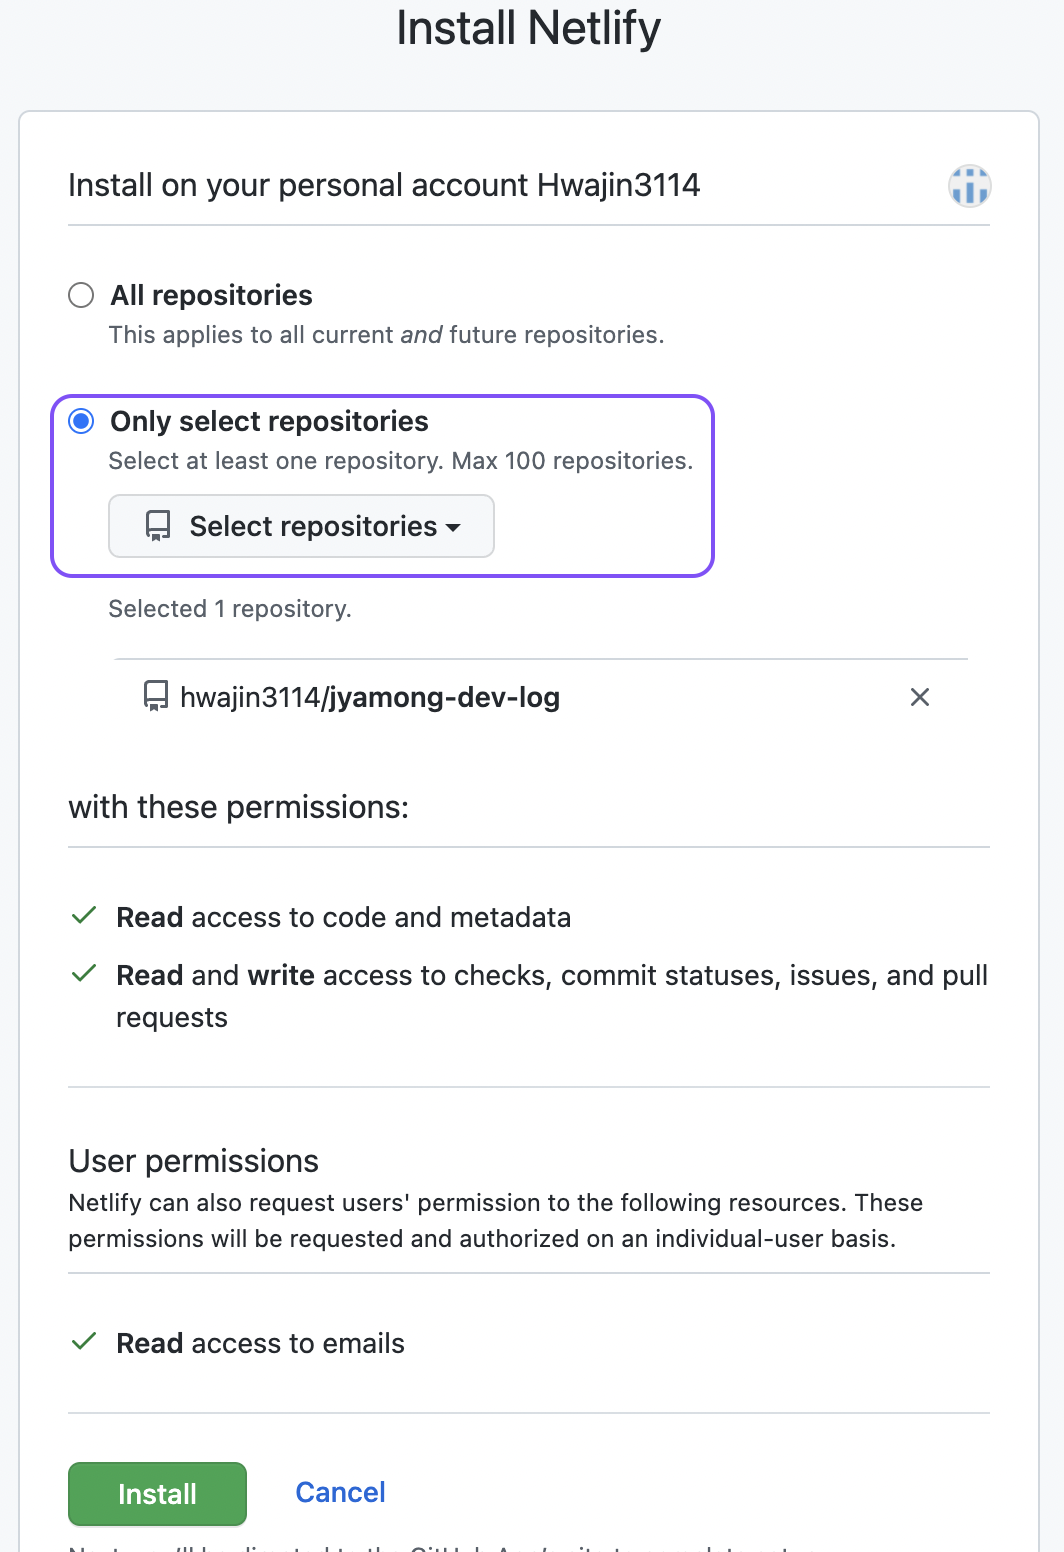 Install Netlify
Install on your personal account Hwajin3114
All repositories
This applies to all current and future repositories.
Only select repositories
Select at least one repository. Max 100 repositories.
Select repositories
Selected 1 repository.
hwajin3114/jyamong-dev-log
with these permissions:
Read access to code and metadata
Read and write access to checks, commit statuses, issues, and pull
requests
User permissions
Netlify can also request users' permission to the following resources. These
permissions will be requested and authorized on an individual-user basis.
Read access to emails
Install Cancel